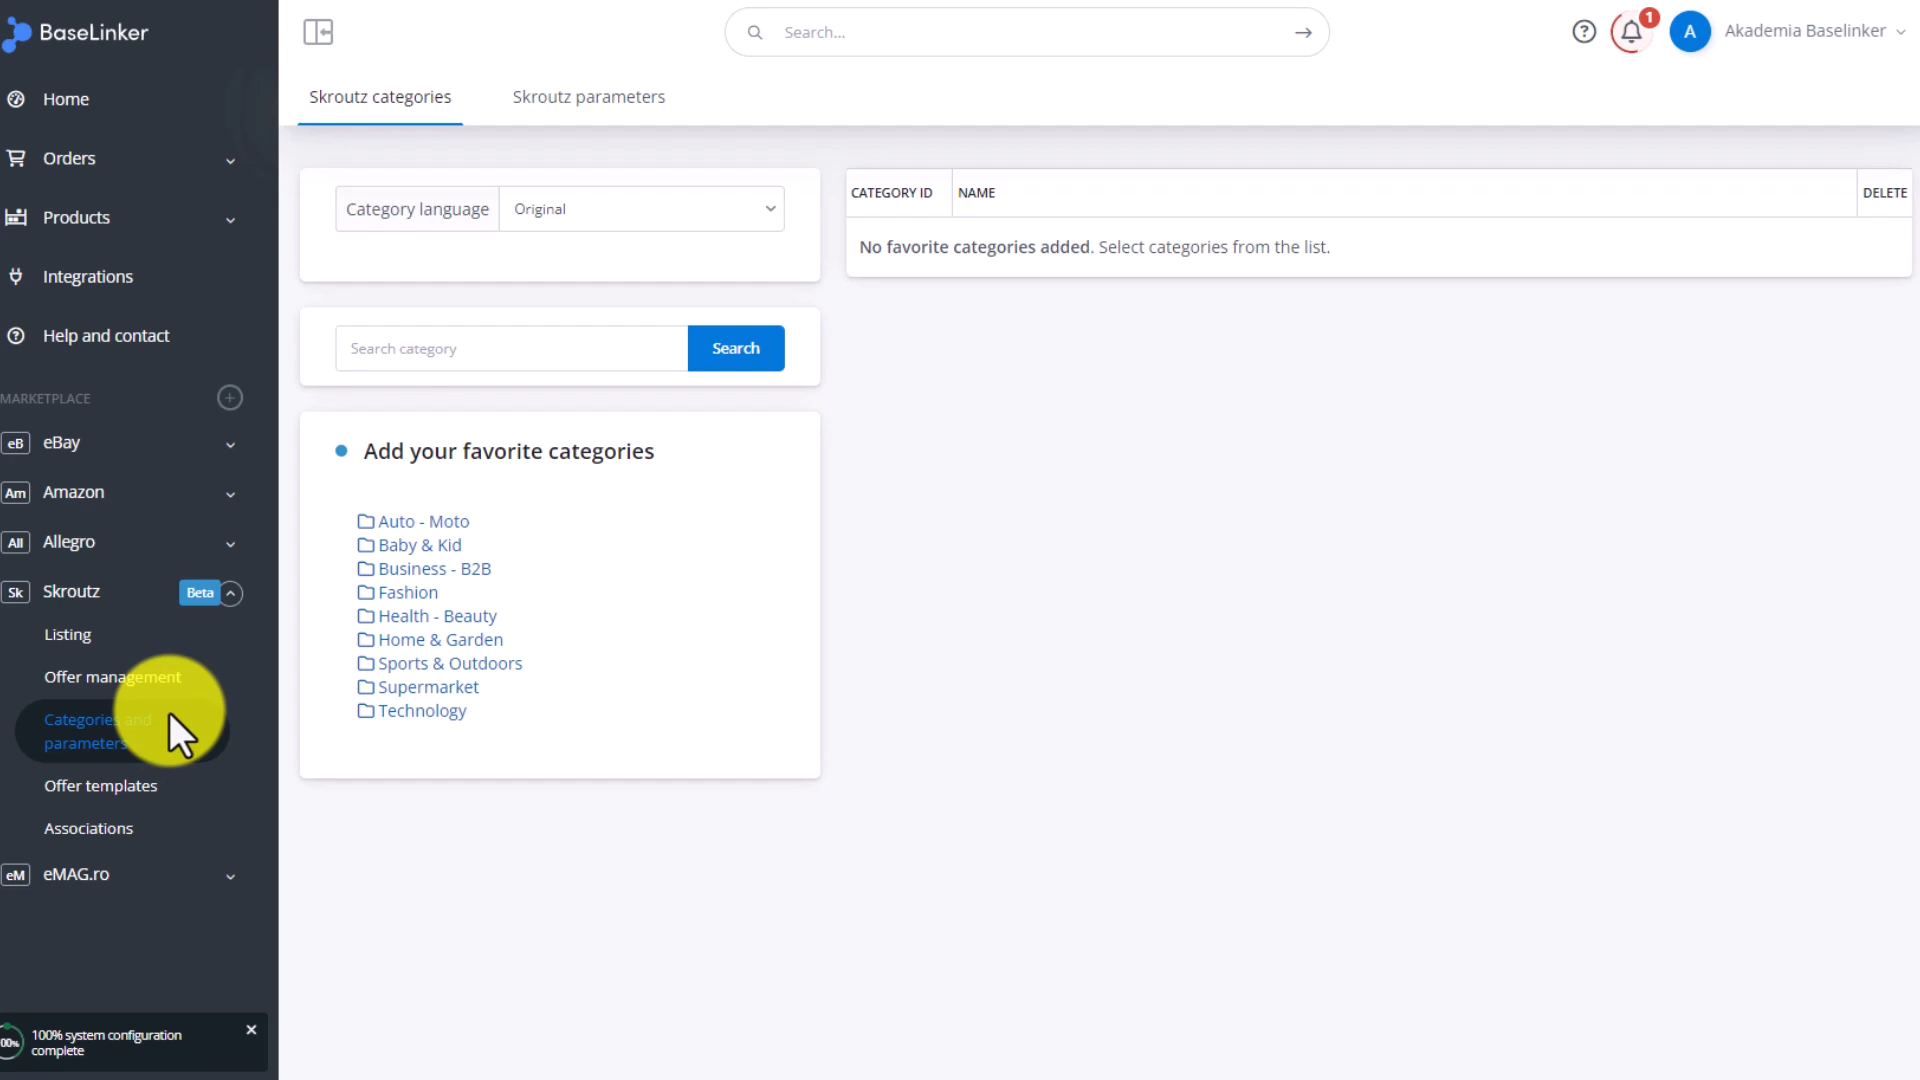 BaseLinker
Search...
1
A
Akademia Baselinker
Home
Orders
Products
Integrations
Help and contact
MARKETPLACE
eB eBay
Am Amazon
All Allegro
Sk Skroutz Beta
Listing
Offer management
Categories and
parameters
Offer templates
Associations
eM eMAG.ro
100% system configuration
complete
Skroutz categories
Skroutz parameters
Category language Original
Search category Search
Add your favorite categories
Auto - Moto
Baby & Kid
Business - B2B
Fashion
Health - Beauty
Home & Garden
Sports & Outdoors
Supermarket
Technology
CATEGORY ID NAME DELETE
No favorite categories added. Select categories from the list.